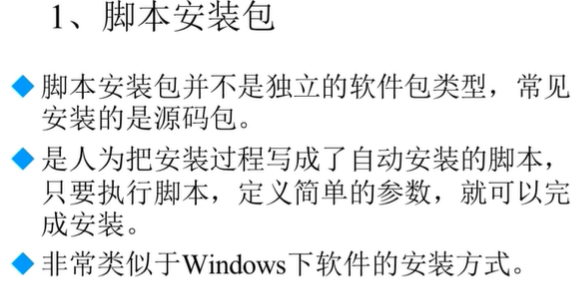 1、脚本安装包
脚本安装包并不是独立的软件包类型，常见
安装的是源码包。
是人为把安装过程写成了自动安装的脚本，
只要执行脚本，定义简单的参数，就可以完
成安装。
非常类似于Windows下软件的安装方式。